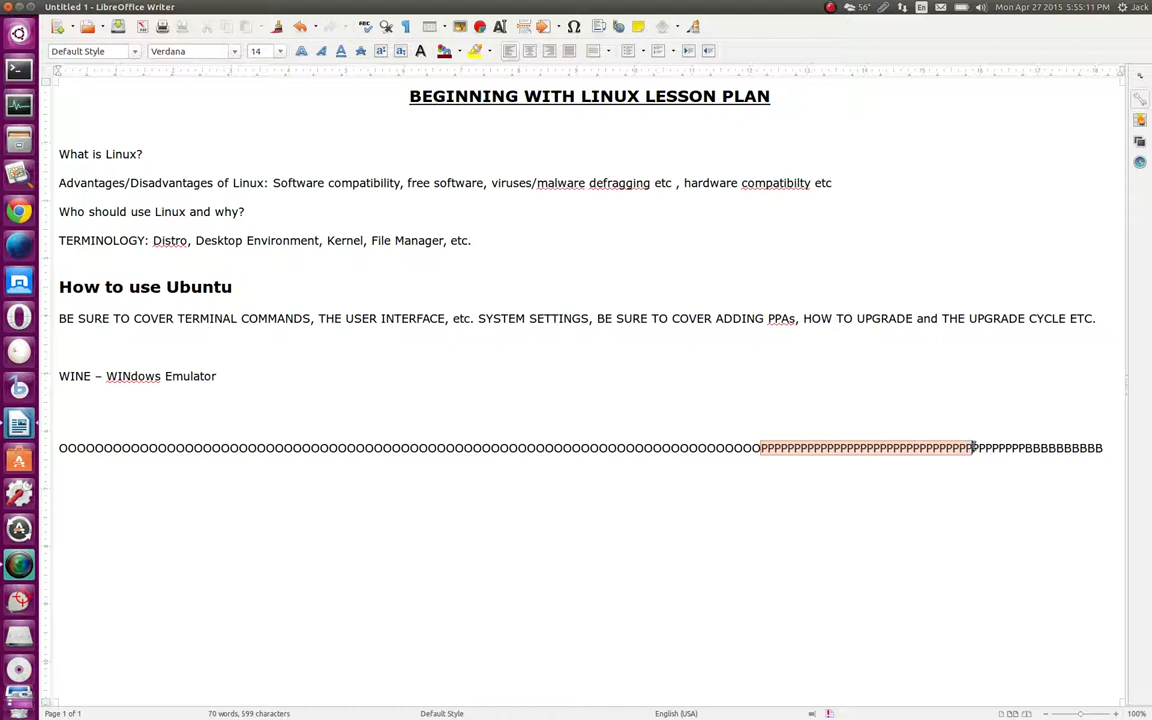 Untitled 1 - LibreOffice Writer
56° En Mon Apr 27 2015 5:55:11 PM Jack
Default Style Verdana 14
BEGINNING WITH LINUX LESSON PLAN
What is Linux?
Advantages/Disadvantages of Linux: Software compatibility, free software, viruses/malware defragging etc , hardware compatibilty etc
Who should use Linux and why?
TERMINOLOGY: Distro, Desktop Environment, Kernel, File Manager, etc.
How to use Ubuntu
BE SURE TO COVER TERMINAL COMMANDS, THE USER INTERFACE, etc. SYSTEM SETTINGS, BE SURE TO COVER ADDING PPAs, HOW TO UPGRADE and THE UPGRADE CYCLE ETC.
WINE – WINdows Emulator
Page 1 of 1 70 words, 599 characters Default Style English (USA) 100%